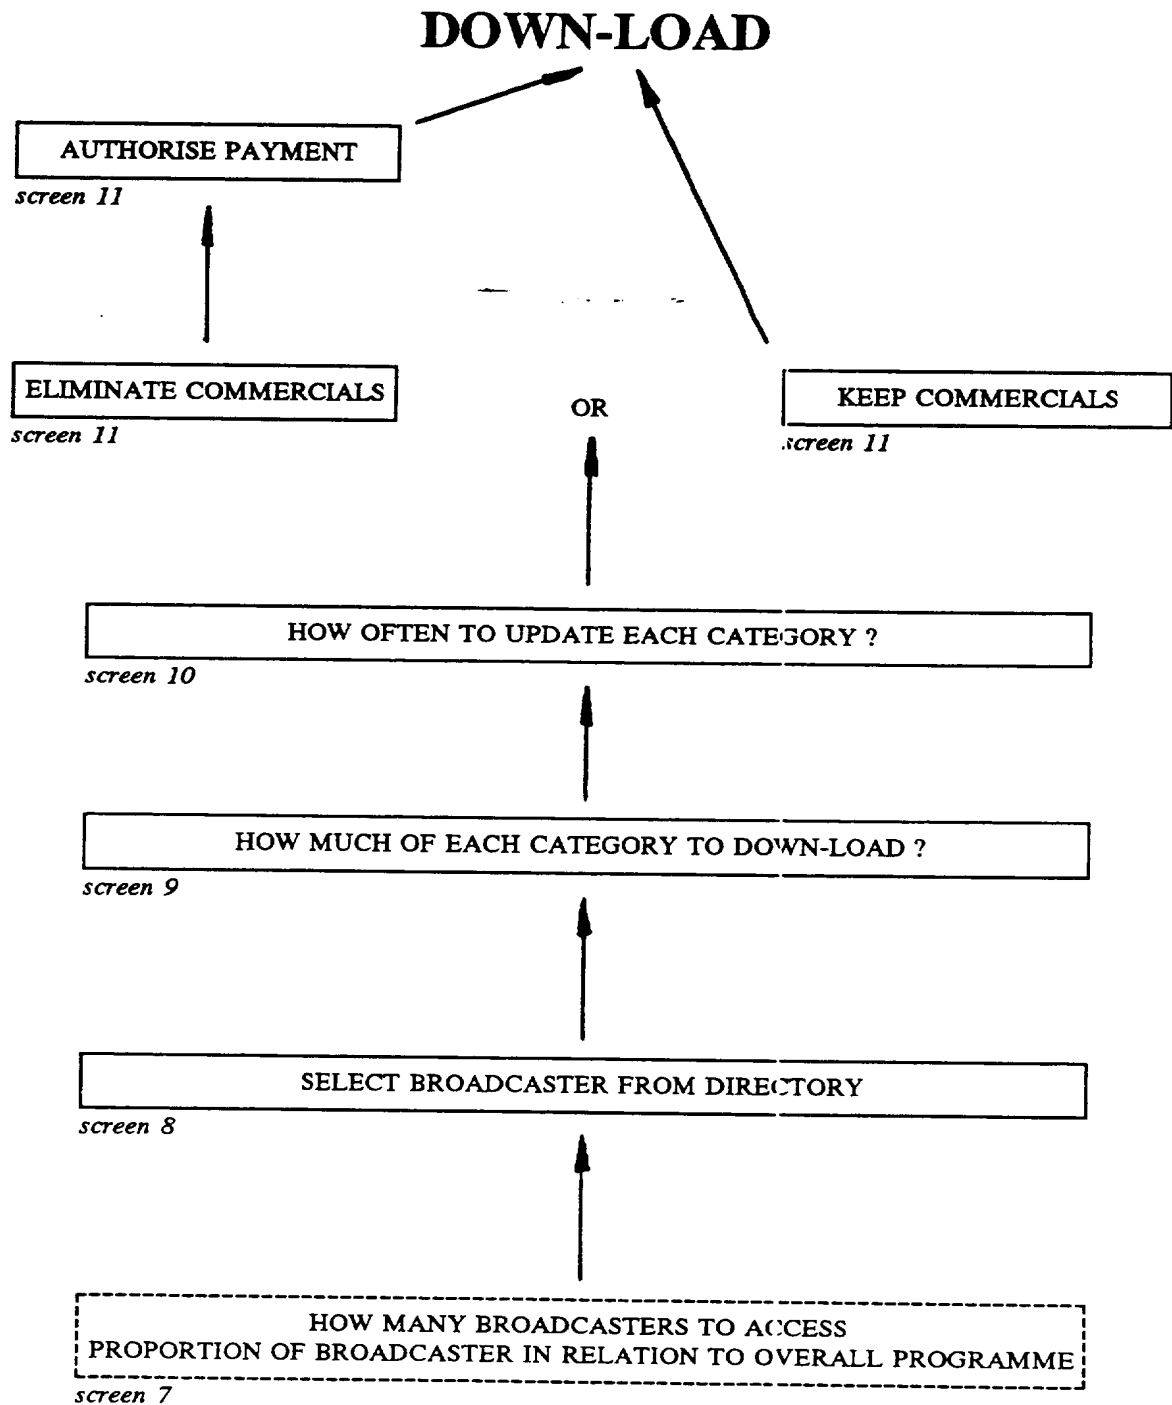 DOWN-LOAD
AUTHORISE PAYMENT
screen 11
ELIMINATE COMMERCIALS
screen 11
OR
KEEP COMMERCIALS
screen 11
HOW OFTEN TO UPDATE EACH CATEGORY ?
screen 10
HOW MUCH OF EACH CATEGORY TO DOWN-LOAD ?
screen 9
SELECT BROADCASTER FROM DIRECTORY
screen 8
HOW MANY BROADCASTERS TO ACCESS
PROPORTION OF BROADCASTER IN RELATION TO OVERALL PROGRAMME
screen 7